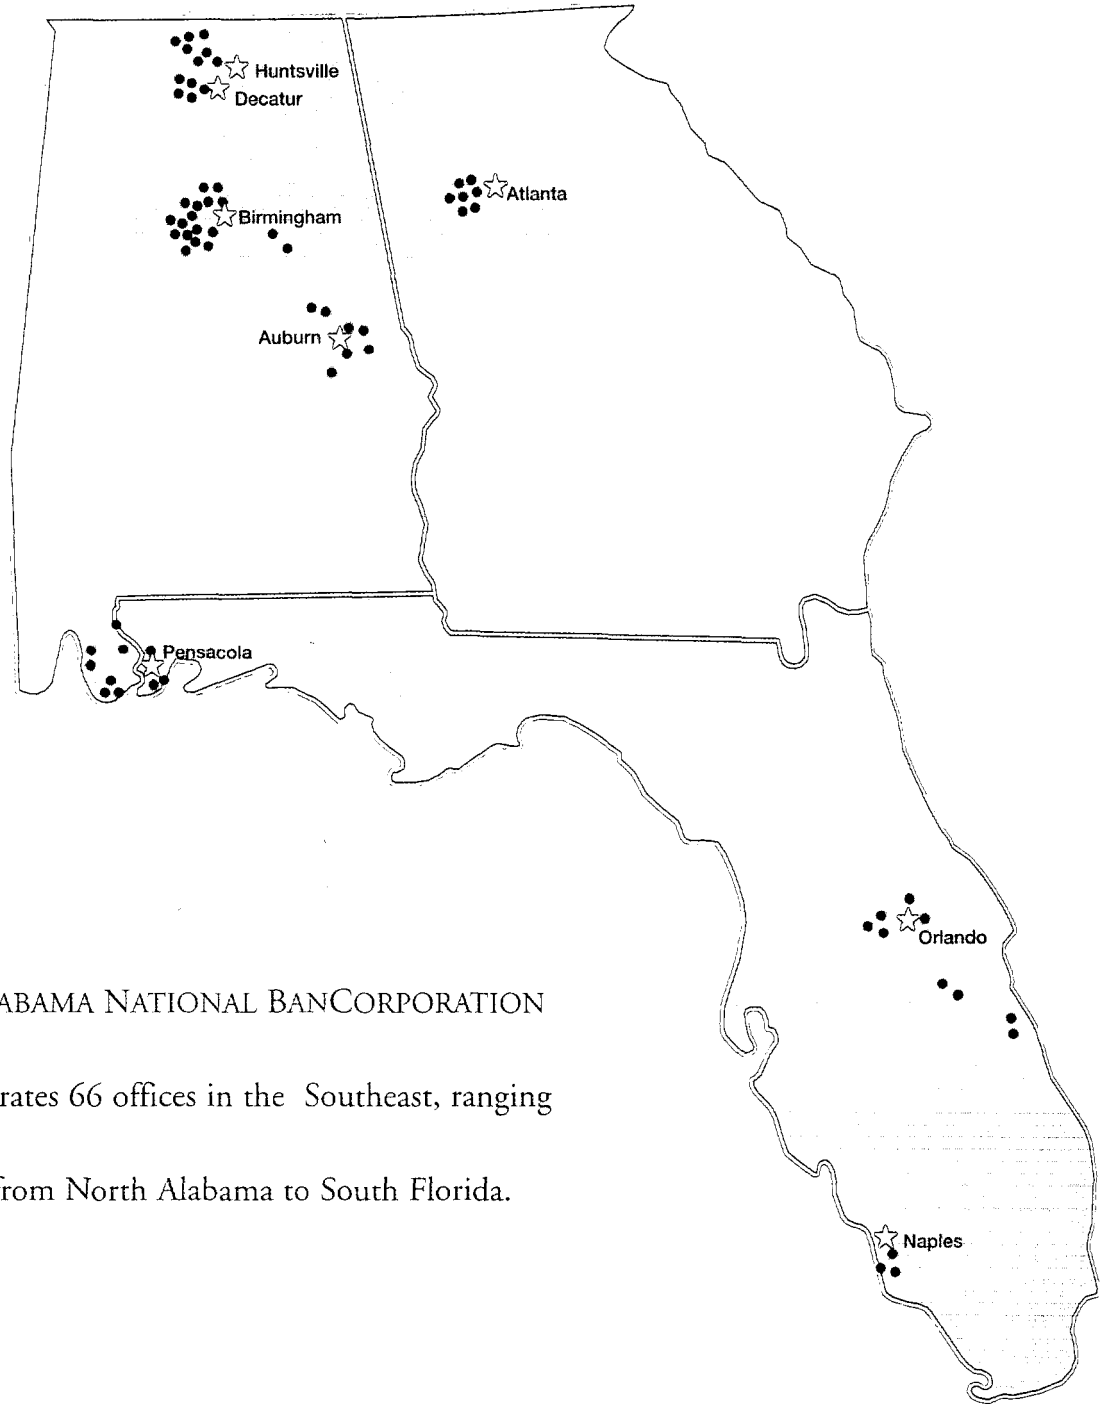 Huntsville
Decatur
Atlanta
Birmingham
Auburn
Pensacola
Orlando
ABAMA NATIONAL BANCORPORATION
rates 66 offices in the Southeast, ranging
from North Alabama to South Florida.
Naples